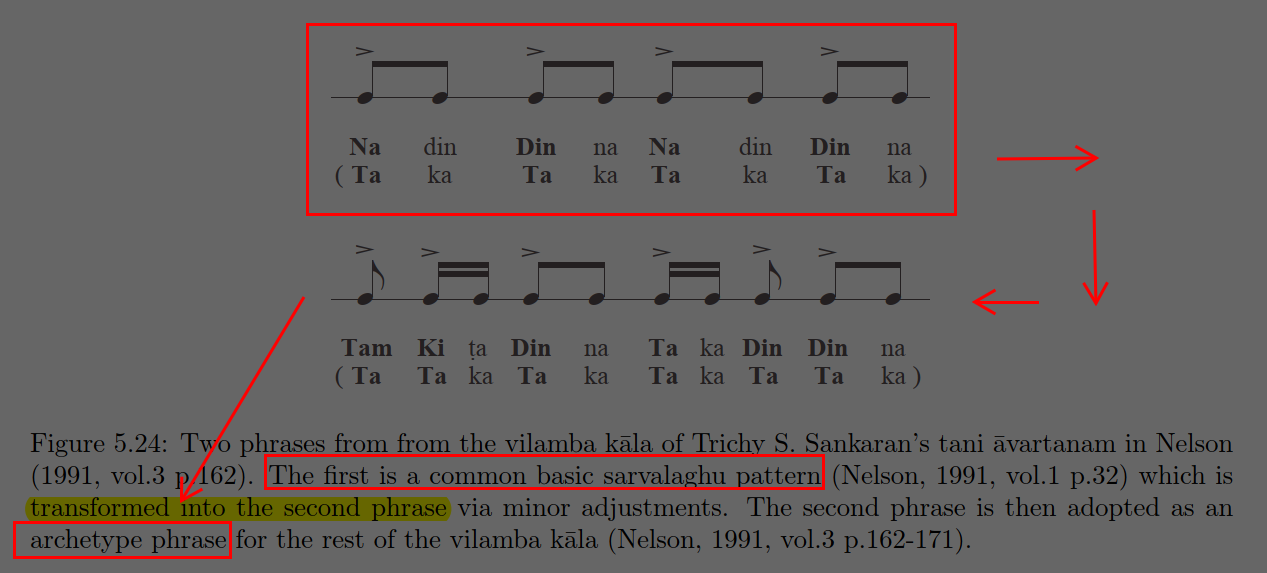 Na din Din na Na din Din na
( Ta ka Ta ka Ta ka Ta ka )
Tam Ki ṭa Din na Ta ka Din Din na
( Ta Ta ka Ta ka Ta ka Ta Ta ka )
Figure 5.24: Two phrases from from the vilamba kāla of Trichy S. Sankaran's tani āvartanam in Nelson
(1991, vol.3 p.162). The first is a common basic sarvalaghu pattern (Nelson, 1991, vol.1 p.32) which is
transformed into the second phrase via minor adjustments. The second phrase is then adopted as an
archetype phrase for the rest of the vilamba kāla (Nelson, 1991, vol.3 p.162-171).